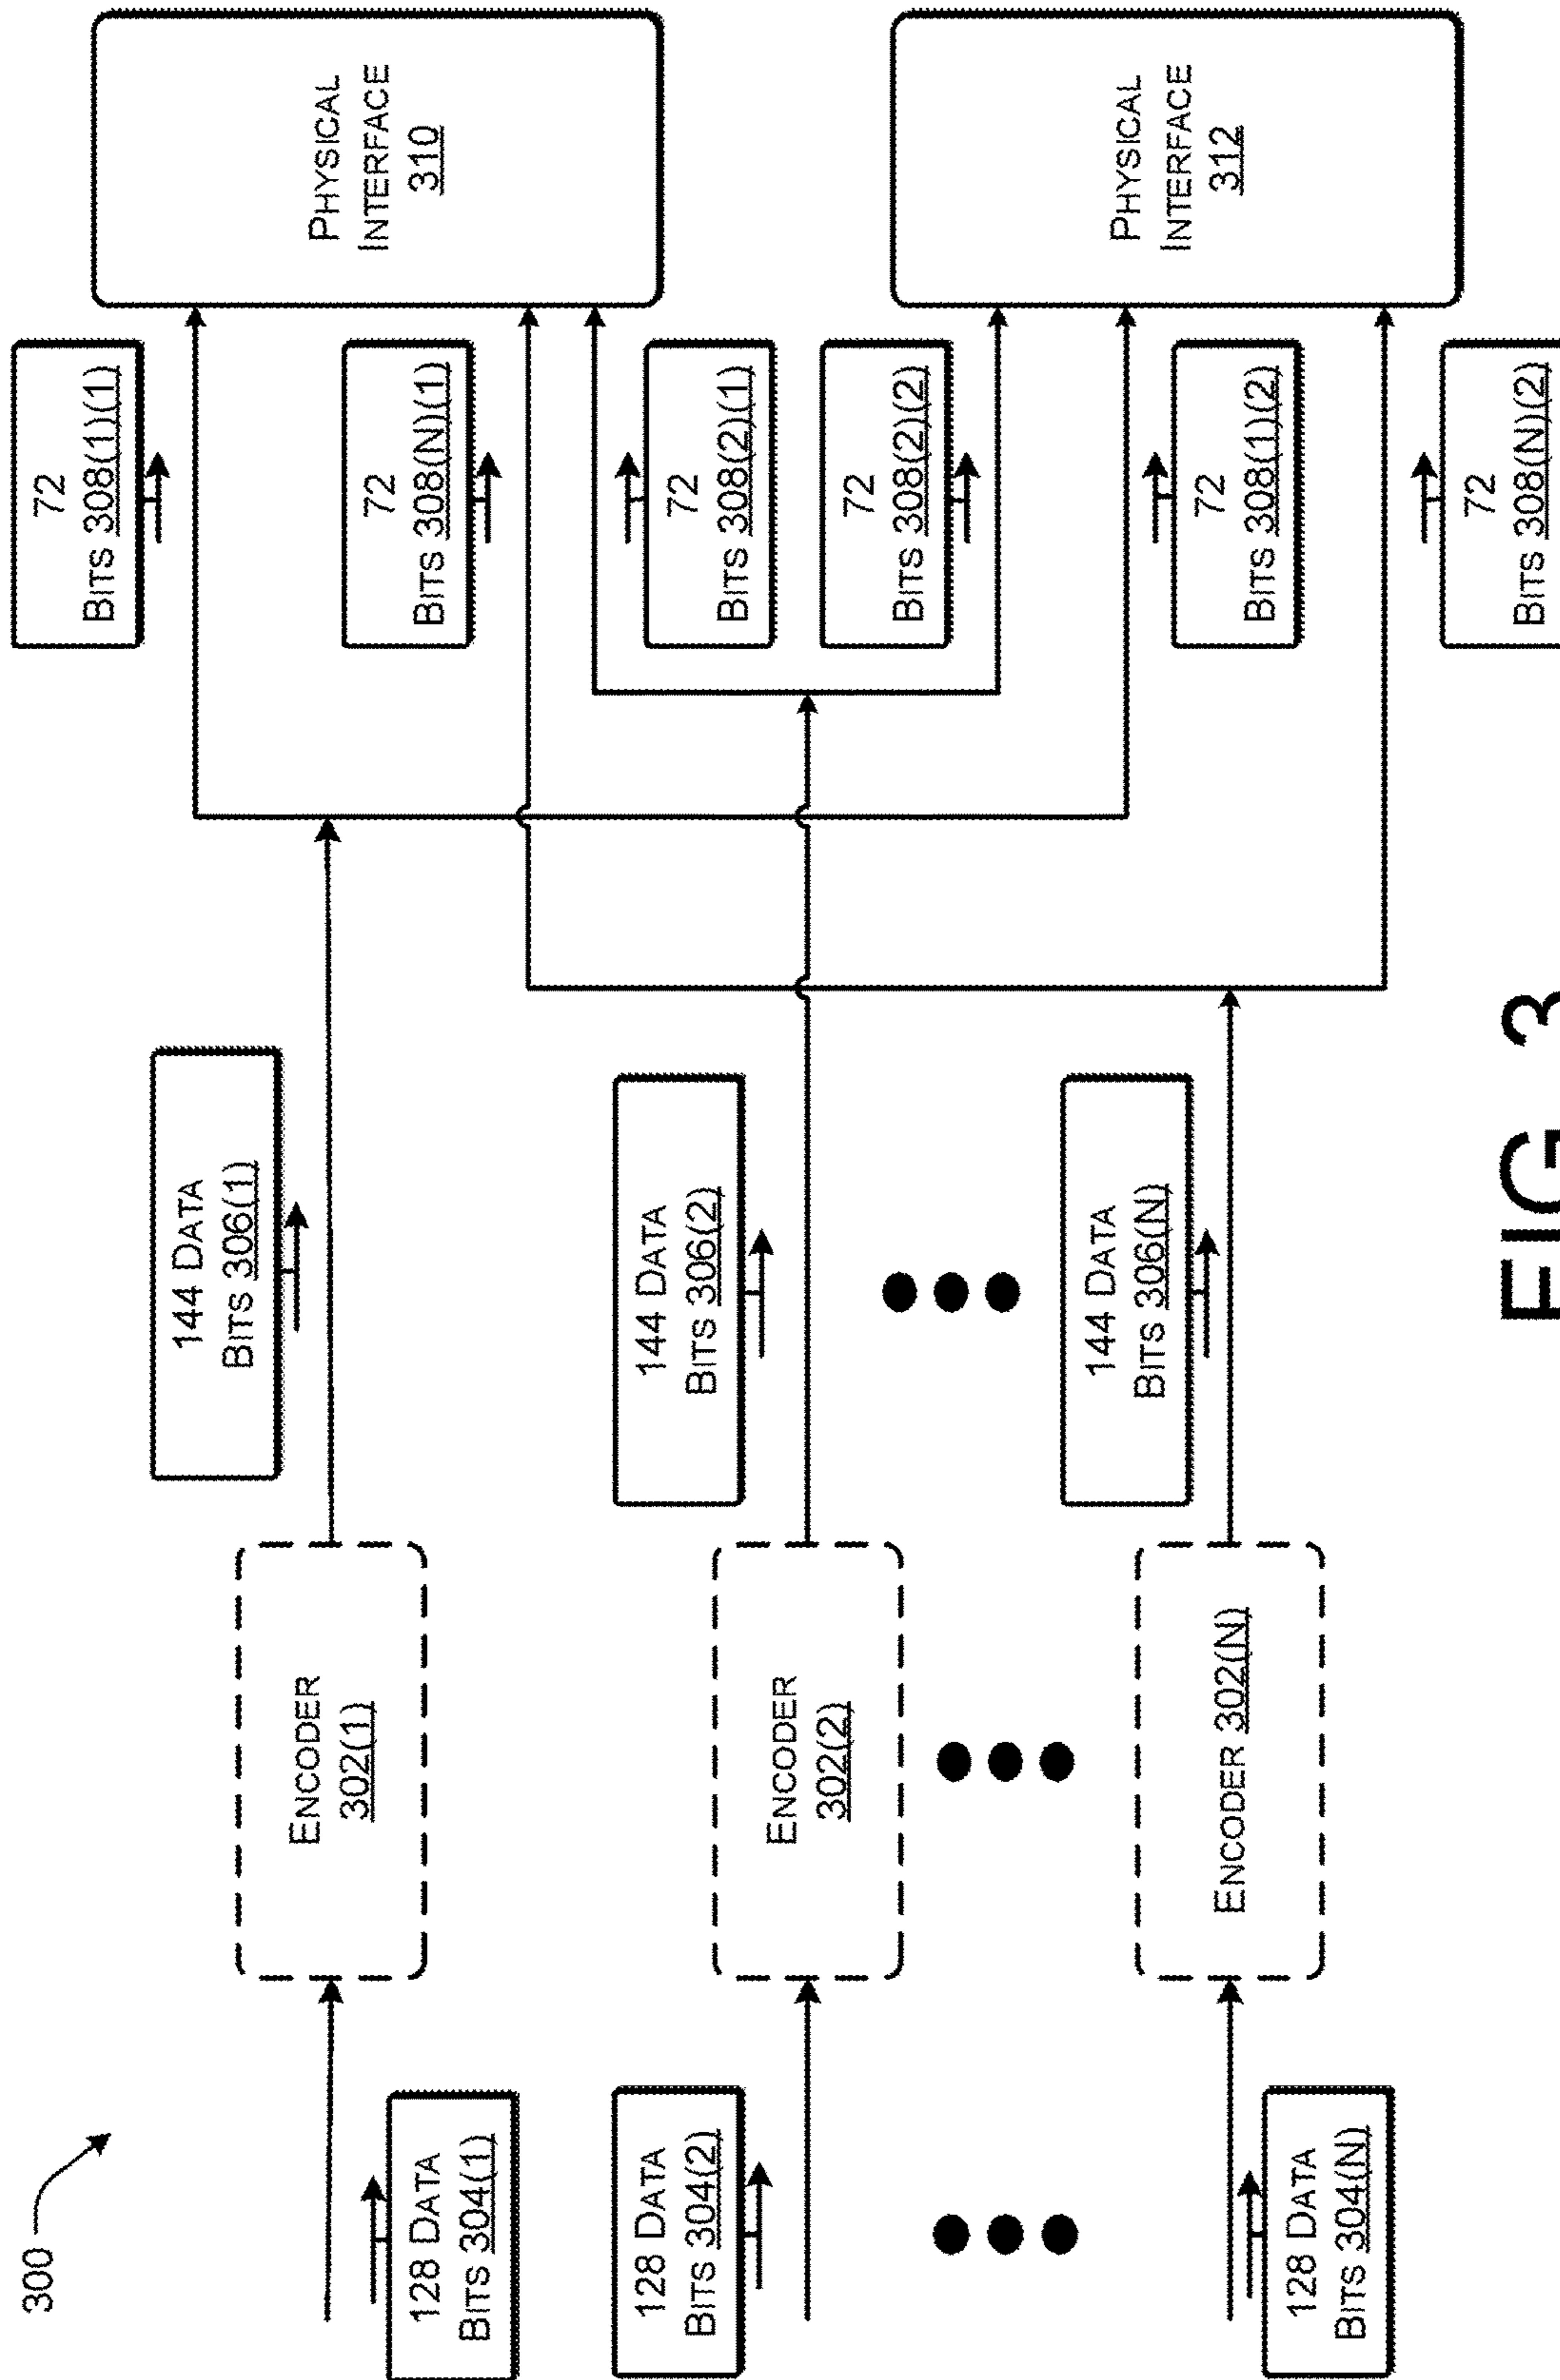 300
128 DATA
BITS 304(1)
ENCODER
302(1)
144 DATA
BITS 306(1)
72
BITS 308(1)(1)
72
BITS 308(N)(1)
PHYSICAL
INTERFACE
310
128 DATA
BITS 304(2)
ENCODER
302(2)
144 DATA
BITS 306(2)
72
BITS 308(2)(1)
72
BITS 308(2)(2)
128 DATA
BITS 304(N)
ENCODER 302(N)
144 DATA
BITS 306(N)
72
BITS 308(1)(2)
72
BITS 308(N)(2)
PHYSICAL
INTERFACE
312
FIG. 3